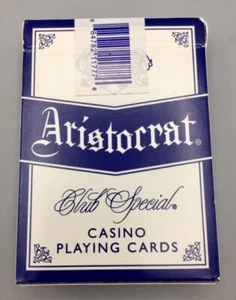 Aristocrat®
Club Special®
CASINO
PLAYING CARDS